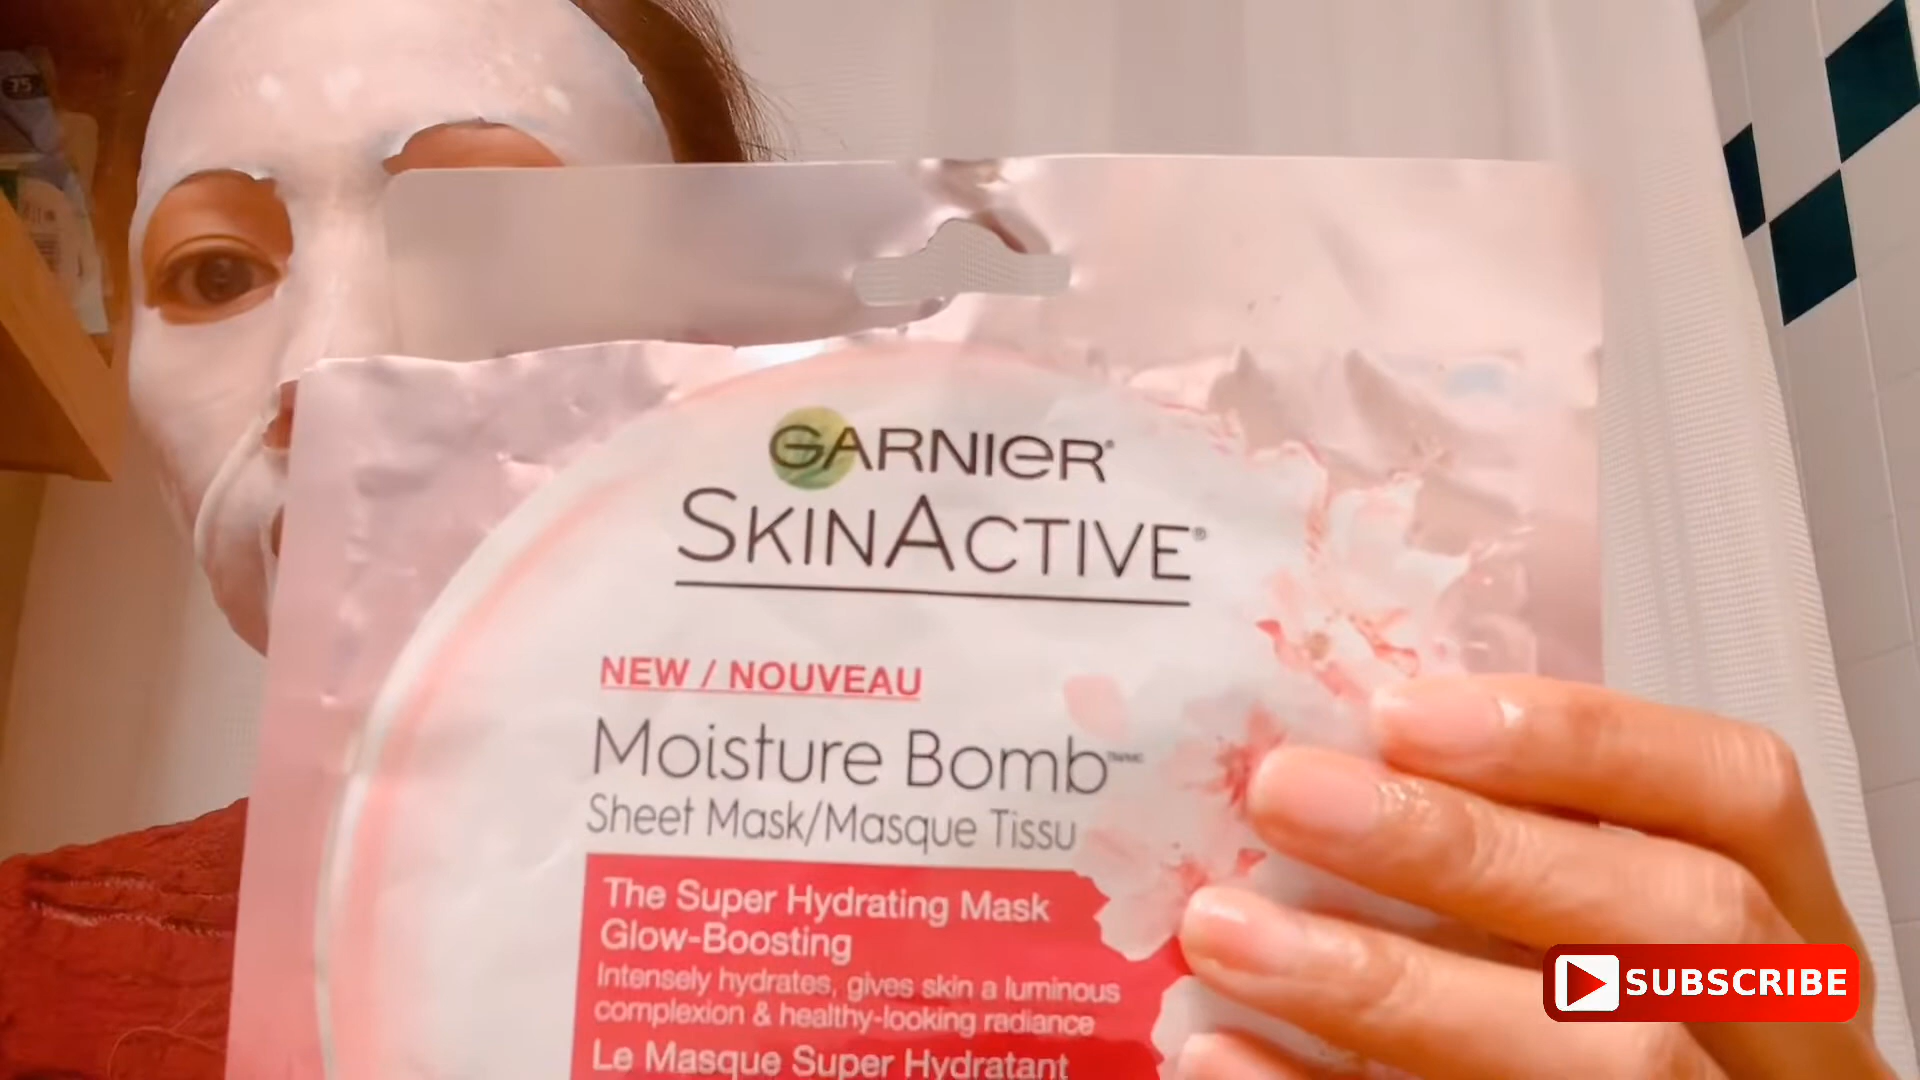 GARNIER®
SKINACTIVE®
NEW / NOUVEAU
Moisture Bomb
Sheet Mask/Masque Tissu
The Super Hydrating Mask
Glow-Boosting
Intensely hydrates, gives skin a luminous
complexion & healthy-looking radiance
Le Masque Super Hydratant
SUBSCRIBE